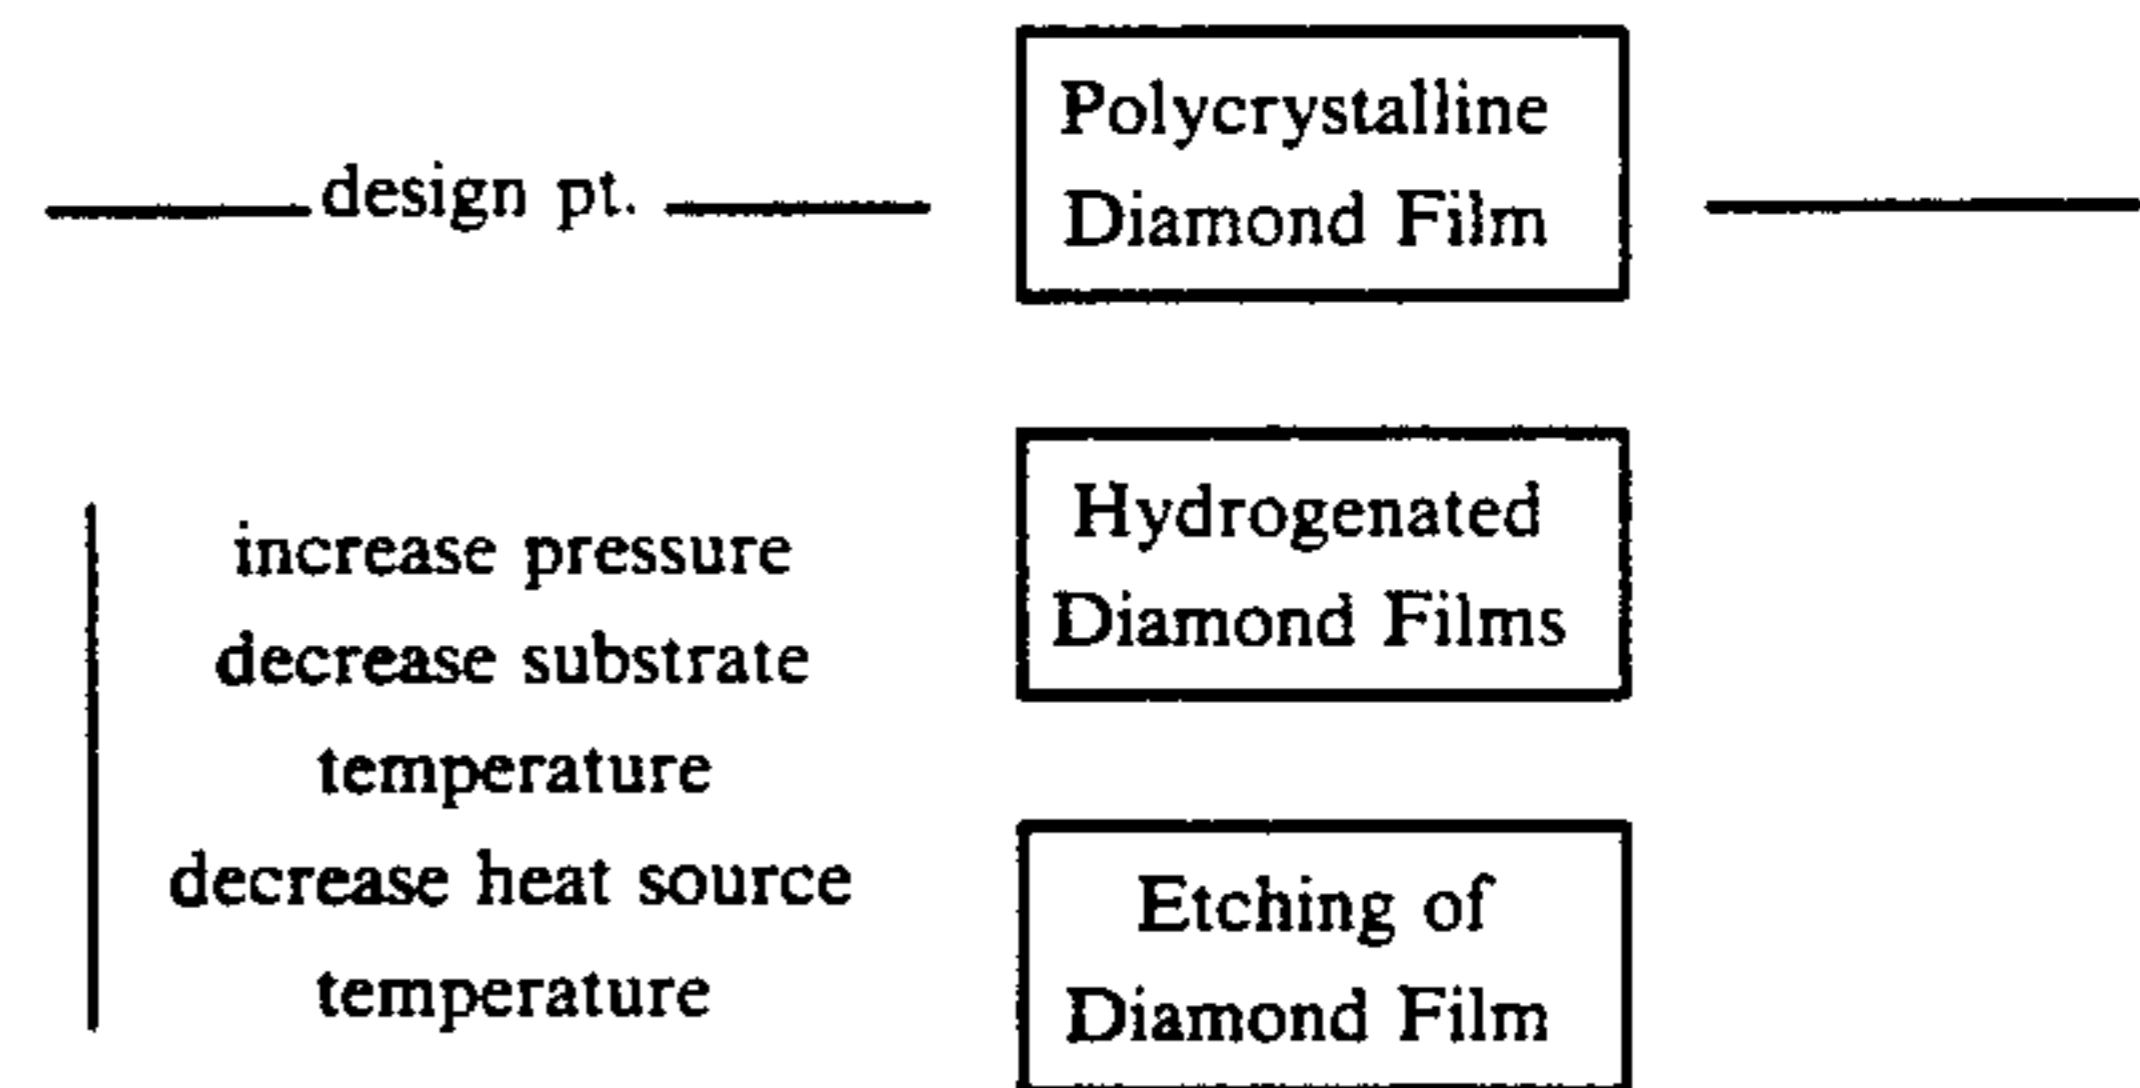 design pt.
Polycrystalline
Diamond Film
increase pressure
decrease substrate
temperature
decrease heat source
temperature
Hydrogenated
Diamond Films
Etching of
Diamond Film